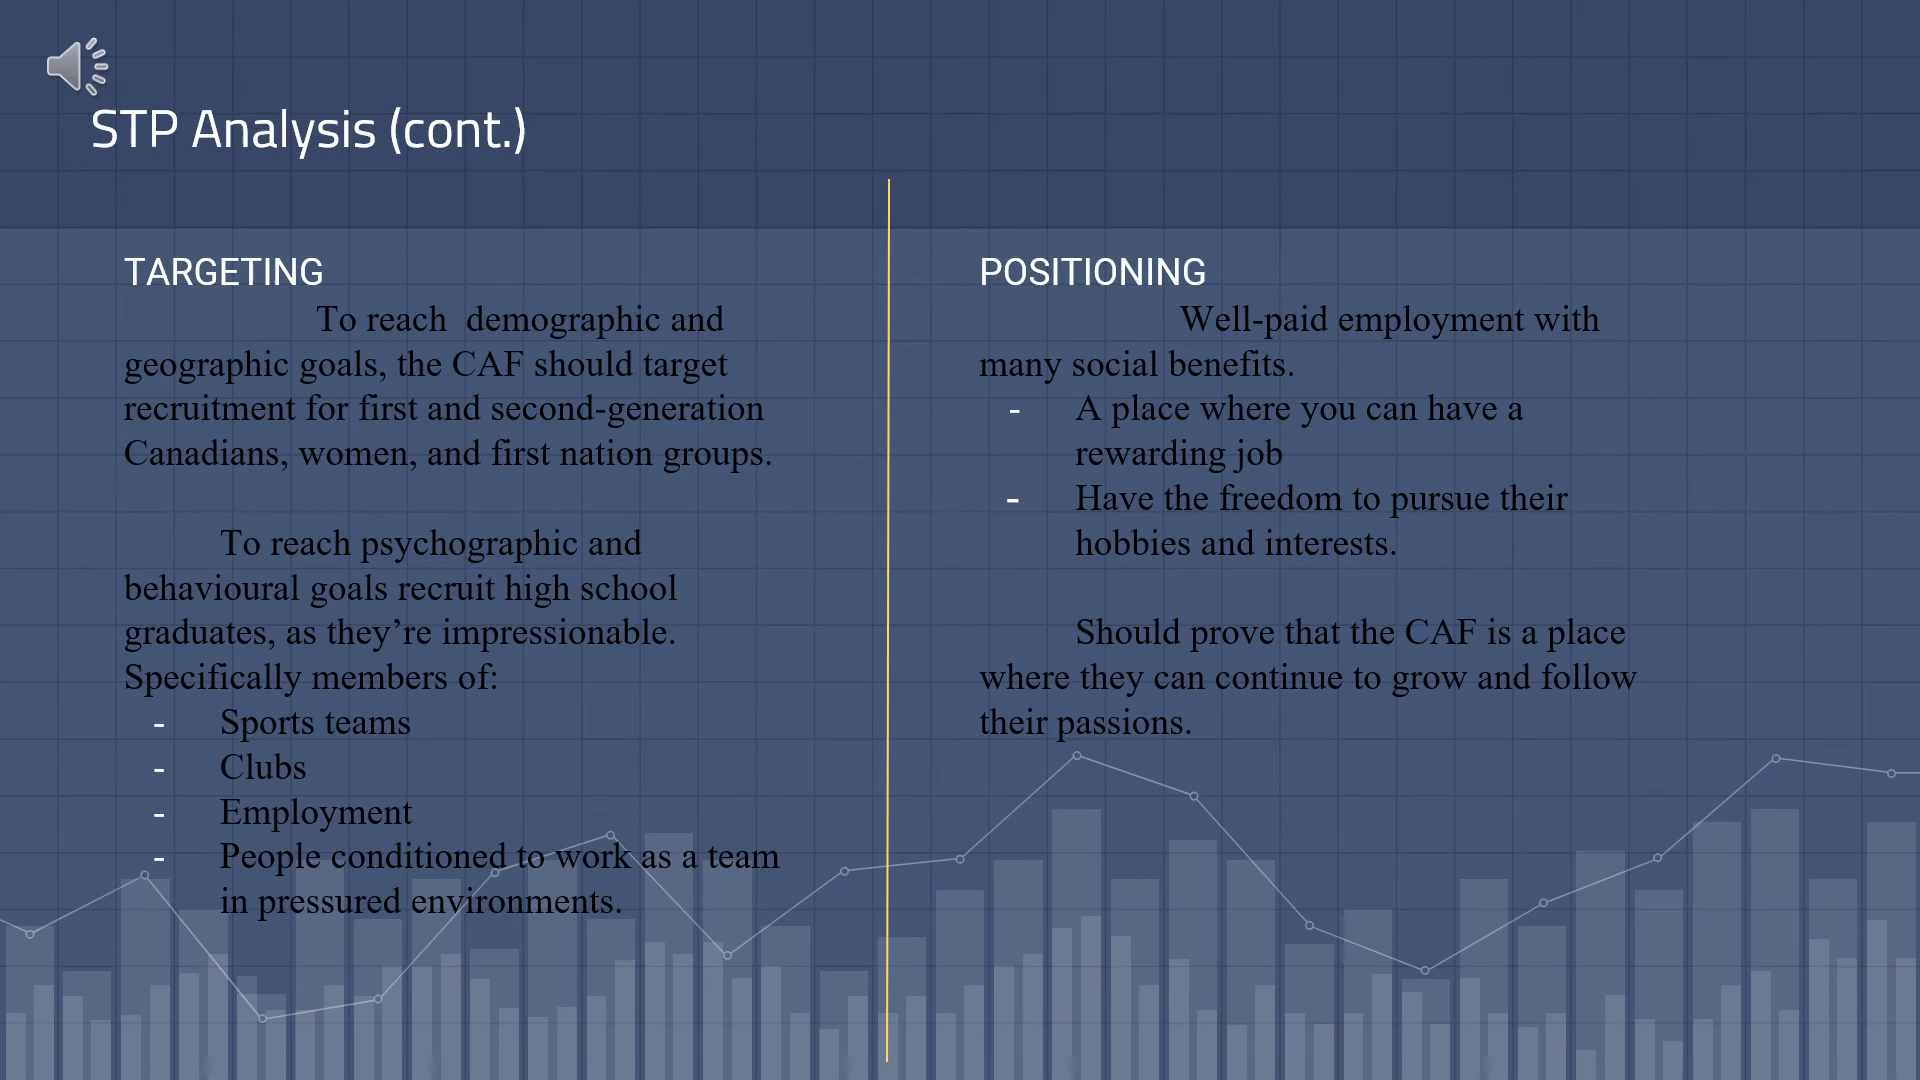 STP Analysis (cont.)
TARGETING
To reach  demographic and
geographic goals, the CAF should target
recruitment for first and second-generation
Canadians, women, and first nation groups.
To reach psychographic and
behavioural goals recruit high school
graduates, as they’re impressionable.
Specifically members of:
- Sports teams
- Clubs
- Employment
- People conditioned to work as a team
in pressured environments.
POSITIONING
Well-paid employment with
many social benefits.
- A place where you can have a
rewarding job
- Have the freedom to pursue their
hobbies and interests.
Should prove that the CAF is a place
where they can continue to grow and follow
their passions.